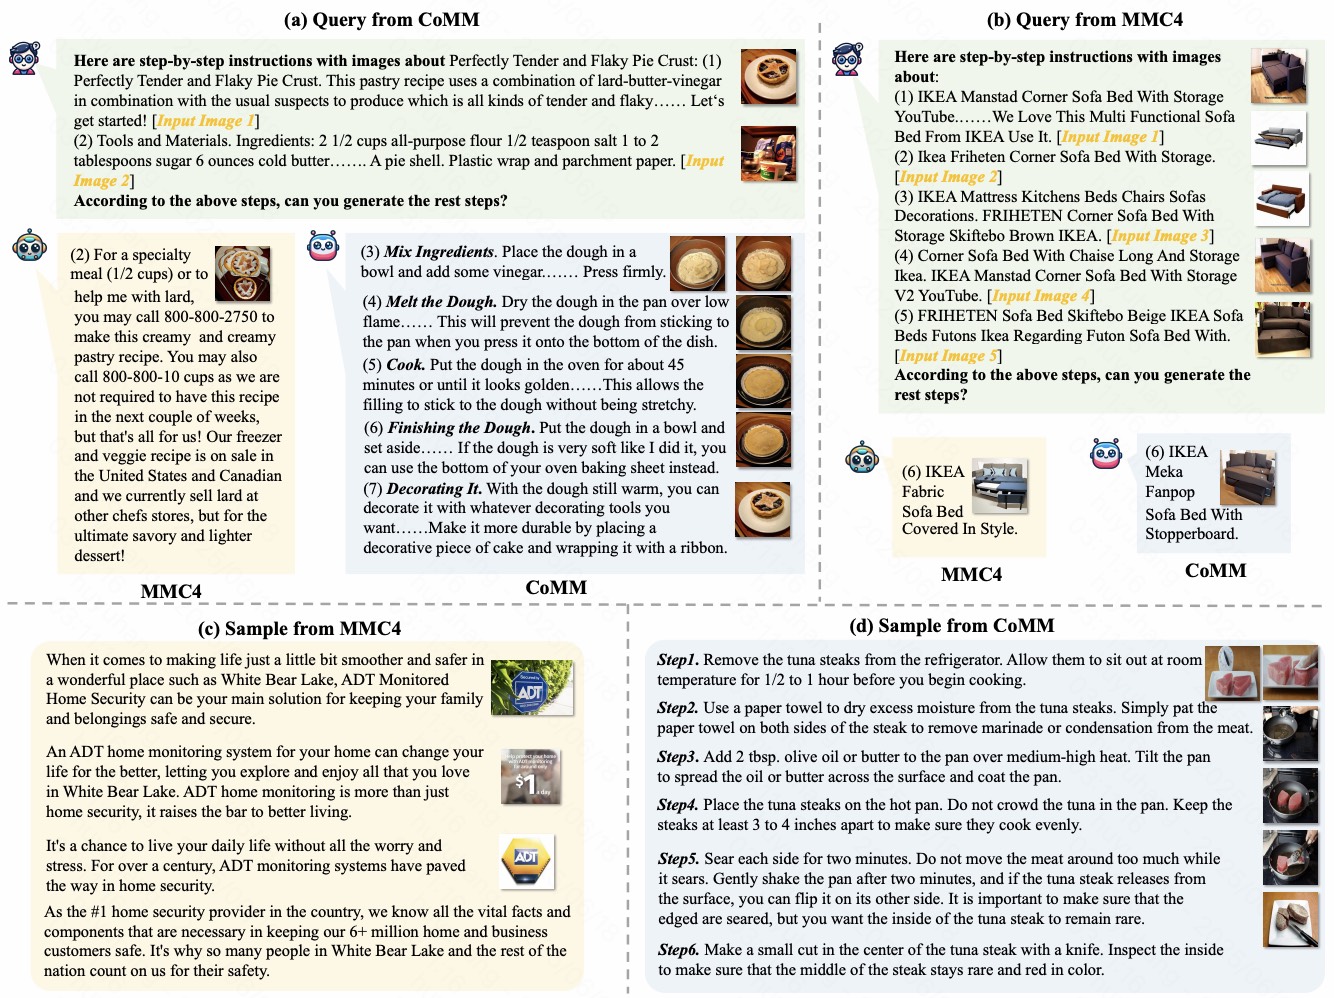 (a) Query from CoMM
Here are step-by-step instructions with images about Perfectly Tender and Flaky Pie Crust: (1)
Perfectly Tender and Flaky Pie Crust. This pastry recipe uses a combination of lard-butter-vinegar
in combination with the usual suspects to produce which is all kinds of tender and flaky…… Let's
get started! [Input Image 1]
(2) Tools and Materials. Ingredients: 2 1/2 cups all-purpose flour 1/2 teaspoon salt 1 to 2
tablespoons sugar 6 ounces cold butter……. A pie shell. Plastic wrap and parchment paper. [Input
Image 2]
According to the above steps, can you generate the rest steps?
(2) For a specialty
meal (1/2 cups) or to
help me with lard,
you may call 800-800-2750 to
make this creamy and creamy
pastry recipe. You may also
call 800-800-10 cups as we are
not required to have this recipe
in the next couple of weeks,
but that's all for us! Our freezer
and veggie recipe is on sale in
the United States and Canadian
and we currently sell lard at
other chefs stores, but for the
ultimate savory and lighter
dessert!
MMC4
(3) Mix Ingredients. Place the dough in a
bowl and add some vinegar……. Press firmly.
(4) Melt the Dough. Dry the dough in the pan over low
flame…… This will prevent the dough from sticking to
the pan when you press it onto the bottom of the dish.
(5) Cook. Put the dough in the oven for about 45
minutes or until it looks golden……This allows the
filling to stick to the dough without being stretchy.
(6) Finishing the Dough. Put the dough in a bowl and
set aside…… If the dough is very soft like I did it, you
can use the bottom of your oven baking sheet instead.
(7) Decorating It. With the dough still warm, you can
decorate it with whatever decorating tools you
want……Make it more durable by placing a
decorative piece of cake and wrapping it with a ribbon.
CoMM
(b) Query from MMC4
Here are step-by-step instructions with images
about:
(1) IKEA Manstad Corner Sofa Bed With Storage
YouTube.……We Love This Multi Functional Sofa
Bed From IKEA Use It. [Input Image 1]
(2) Ikea Friheten Corner Sofa Bed With Storage.
[Input Image 2]
(3) IKEA Mattress Kitchens Beds Chairs Sofas
Decorations. FRIHETEN Corner Sofa Bed With
Storage Skiftebo Brown IKEA. [Input Image 3]
(4) Corner Sofa Bed With Chaise Long And Storage
Ikea. IKEA Manstad Corner Sofa Bed With Storage
V2 YouTube. [Input Image 4]
(5) FRIHETEN Sofa Bed Skiftebo Beige IKEA Sofa
Beds Futons Ikea Regarding Futon Sofa Bed With.
[Input Image 5]
According to the above steps, can you generate the
rest steps?
(6) IKEA
Fabric
Sofa Bed
Covered In Style.
MMC4
(6) IKEA
Meka
Fanpop
Sofa Bed With
Stopperboard.
CoMM
(c) Sample from MMC4
When it comes to making life just a little bit smoother and safer in
a wonderful place such as White Bear Lake, ADT Monitored
Home Security can be your main solution for keeping your family
and belongings safe and secure.
ADT
An ADT home monitoring system for your home can change your
life for the better, letting you explore and enjoy all that you love
in White Bear Lake. ADT home monitoring is more than just
home security, it raises the bar to better living.
$1
a day
It's a chance to live your daily life without all the worry and
stress. For over a century, ADT monitoring systems have paved
the way in home security.
ADT
As the #1 home security provider in the country, we know all the vital facts and
components that are necessary in keeping our 6+ million home and business
customers safe. It's why so many people in White Bear Lake and the rest of the
nation count on us for their safety.
(d) Sample from CoMM
Step1. Remove the tuna steaks from the refrigerator. Allow them to sit out at room
temperature for 1/2 to 1 hour before you begin cooking.
Step2. Use a paper towel to dry excess moisture from the tuna steaks. Simply pat the
paper towel on both sides of the steak to remove marinade or condensation from the meat.
Step3. Add 2 tbsp. olive oil or butter to the pan over medium-high heat. Tilt the pan
to spread the oil or butter across the surface and coat the pan.
Step4. Place the tuna steaks on the hot pan. Do not crowd the tuna in the pan. Keep the
steaks at least 3 to 4 inches apart to make sure they cook evenly.
Step5. Sear each side for two minutes. Do not move the meat around too much while
it sears. Gently shake the pan after two minutes, and if the tuna steak releases from
the surface, you can flip it on its other side. It is important to make sure that the
edged are seared, but you want the inside of the tuna steak to remain rare.
Step6. Make a small cut in the center of the tuna steak with a knife. Inspect the inside
to make sure that the middle of the steak stays rare and red in color.